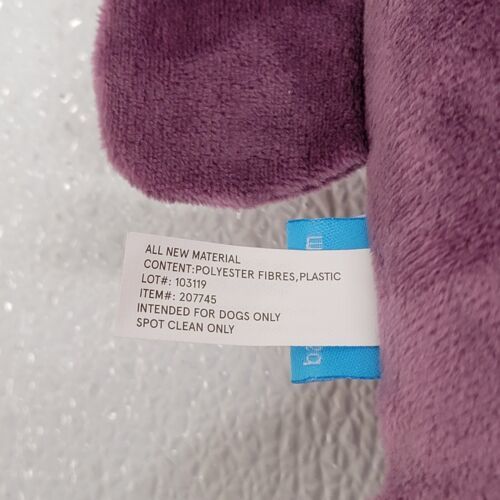 ALL NEW MATERIAL
CONTENT:POLYESTER FIBRES,PLASTIC
LOT#: 103119
ITEM#: 207745
INTENDED FOR DOGS ONLY
SPOT CLEAN ONLY